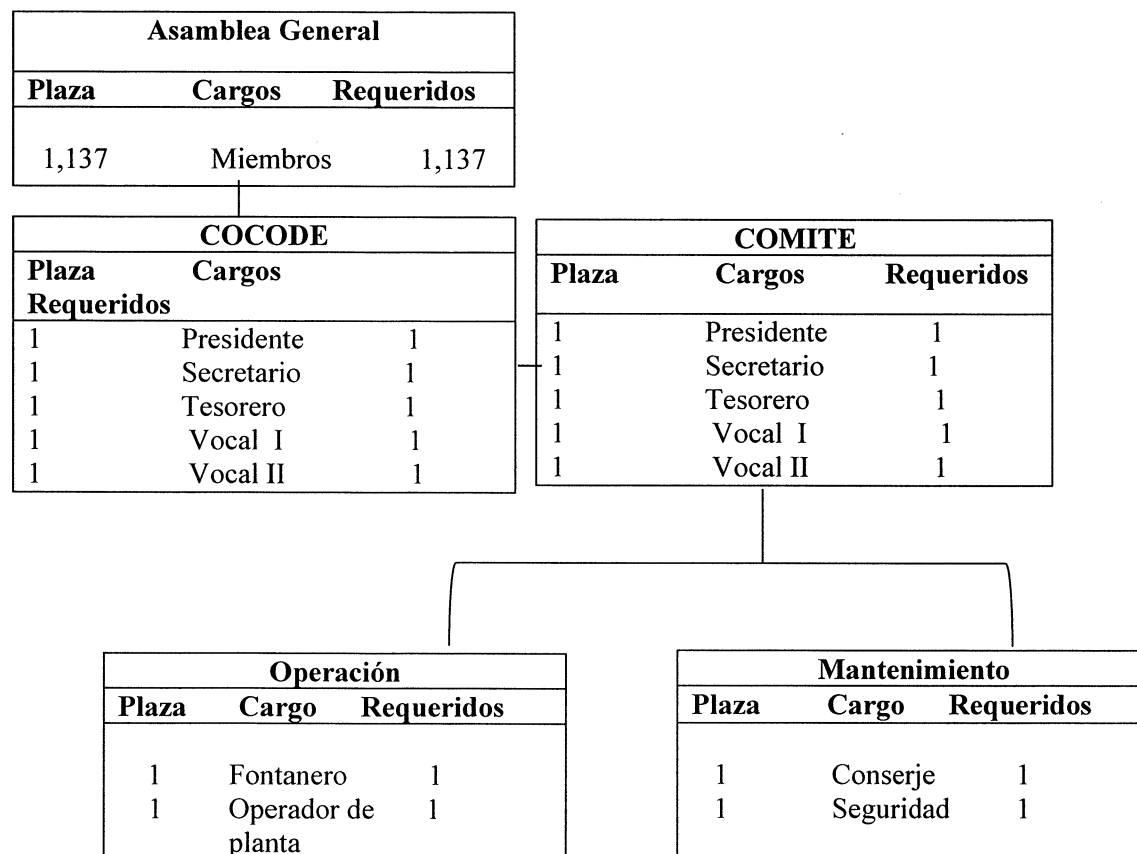 Asamblea General
Plaza Cargos Requeridos
1,137 Miembros 1,137
COCODE
Plaza Cargos
Requeridos
1 Presidente 1
1 Secretario 1
1 Tesorero 1
1 Vocal I 1
1 Vocal II 1
COMITE
Plaza Cargos Requeridos
1 Presidente 1
1 Secretario 1
1 Tesorero 1
1 Vocal I 1
1 Vocal II 1
Operación
Plaza Cargo Requeridos
1 Fontanero 1
1 Operador de 1
planta
Mantenimiento
Plaza Cargo Requeridos
1 Conserje 1
1 Seguridad 1